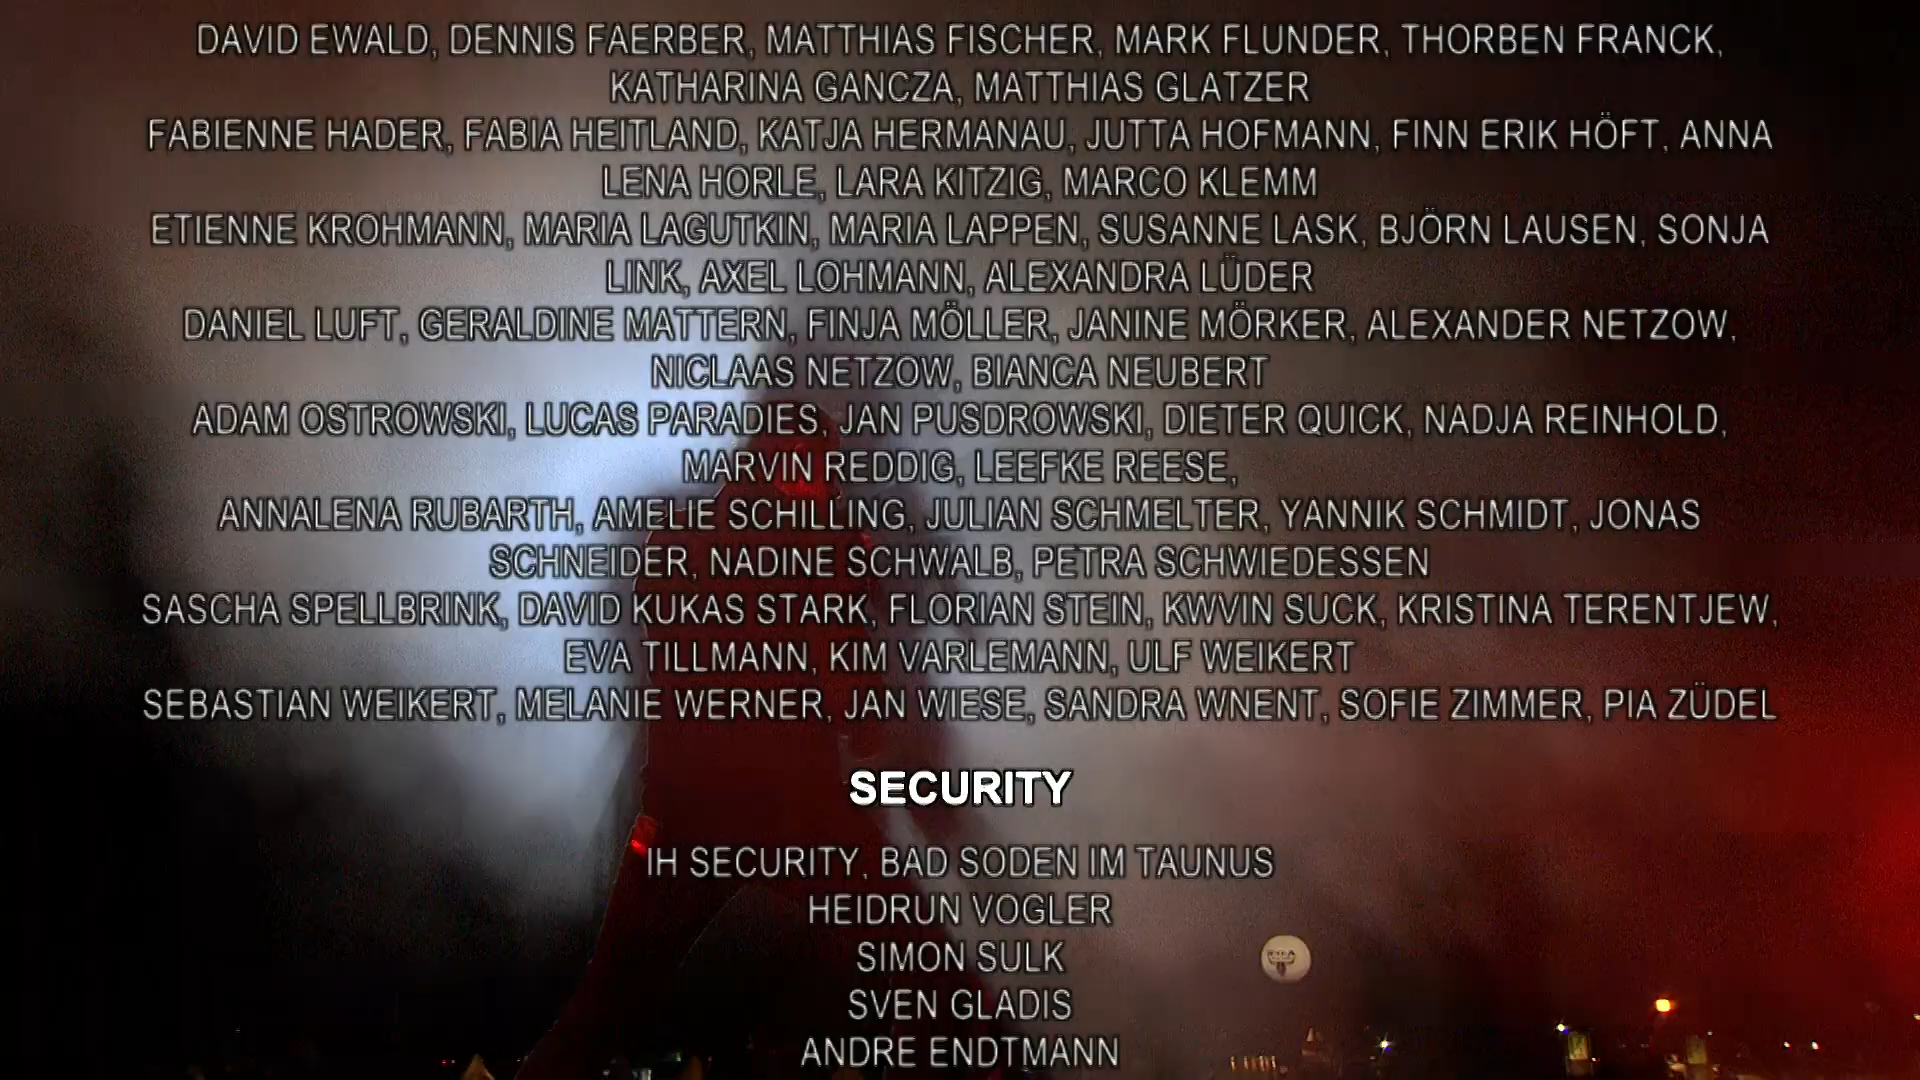 DAVID EWALD, DENNIS FAERBER, MATTHIAS FISCHER, MARK FLUNDER, THORBEN FRANCK,
KATHARINA GANCZA, MATTHIAS GLATZER
FABIENNE HADER, FABIA HEITLAND, KATJA HERMANAU, JUTTA HOFMANN, FINN ERIK HÖFT, ANNA
LENA HORLE, LARA KITZIG, MARCO KLEMM
ETIENNE KROHMANN, MARIA LAGUTKIN, MARIA LAPPEN, SUSANNE LASK, BJÖRN LAUSEN, SONJA
LINK, AXEL LOHMANN, ALEXANDRA LÜDER
DANIEL LUFT, GERALDINE MATTERN, FINJA MÖLLER, JANINE MÖRKER, ALEXANDER NETZOW,
NICLAAS NETZOW, BIANCA NEUBERT
ADAM OSTROWSKI, LUCAS PARADIES, JAN PUSDROWSKI, DIETER QUICK, NADJA REINHOLD,
MARVIN REDDIG, LEEFKE REESE,
ANNALENA RUBARTH, AMELIE SCHILLING, JULIAN SCHMELTER, YANNIK SCHMIDT, JONAS
SCHNEIDER, NADINE SCHWALB, PETRA SCHWIEDESSEN
SASCHA SPELLBRINK, DAVID KUKAS STARK, FLORIAN STEIN, KWVIN SUCK, KRISTINA TERENTJEW,
EVA TILLMANN, KIM VARLEMANN, ULF WEIKERT
SEBASTIAN WEIKERT, MELANIE WERNER, JAN WIESE, SANDRA WNENT, SOFIE ZIMMER, PIA ZÜDEL
SECURITY
IH SECURITY, BAD SODEN IM TAUNUS
HEIDRUN VOGLER
SIMON SULK
SVEN GLADIS
ANDRE ENDTMANN